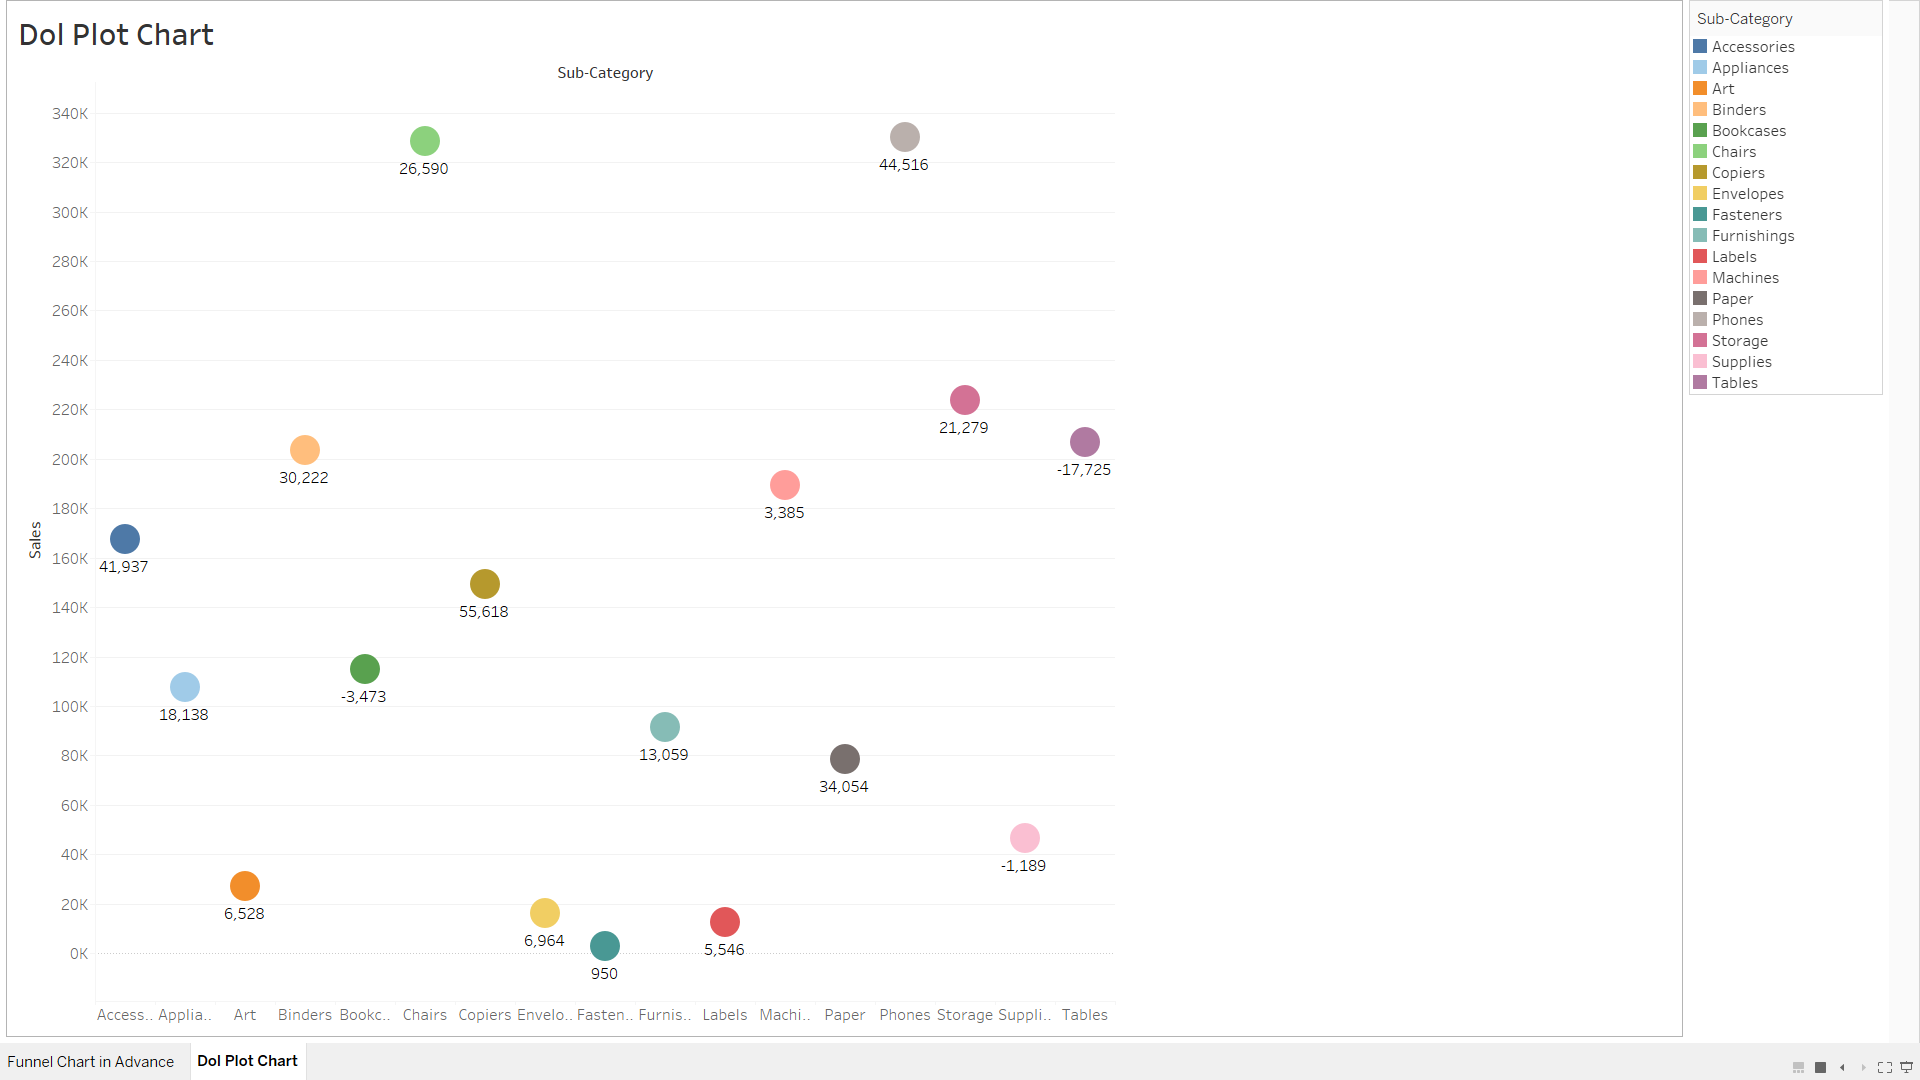 Dol Plot Chart
Sub-Category
340K
320K
300K
280K
260K
240K
220K
200K
180K
160K
140K
120K
100K
80K
60K
40K
20K
0K
Sales
41,937
18,138
6,528
30,222
-3,473
26,590
55,618
6,964
950
13,059
5,546
3,385
34,054
44,516
21,279
-1,189
-17,725
Access.. Applia.. Art Binders Bookc.. Chairs Copiers Envelo.. Fasten.. Furnis.. Labels Machi.. Paper Phones Storage Suppli.. Tables
Sub-Category
Accessories
Appliances
Art
Binders
Bookcases
Chairs
Copiers
Envelopes
Fasteners
Furnishings
Labels
Machines
Paper
Phones
Storage
Supplies
Tables
Funnel Chart in Advance Dol Plot Chart